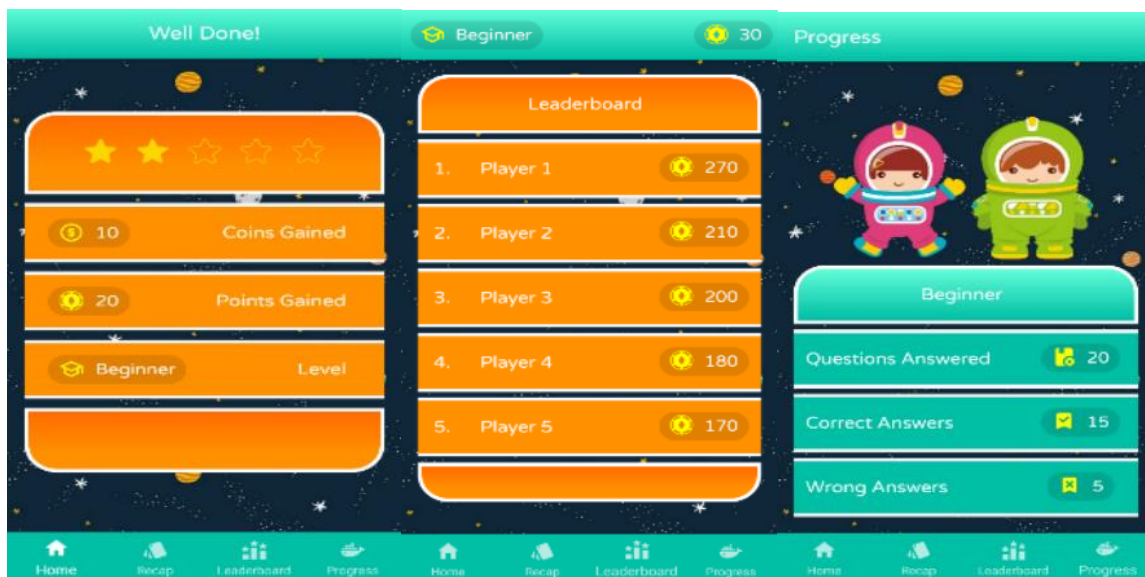 Well Done!
10 Coins Gained
20 Points Gained
Beginner Level
Home Recap Leaderboard Progress
Beginner 30
Leaderboard
1. Player 1 270
2. Player 2 210
3. Player 3 200
4. Player 4 180
5. Player 5 170
Home Recap Leaderboard Progress
Progress
Beginner
Questions Answered 20
Correct Answers 15
Wrong Answers 5
Home Recap Leaderboard Progress